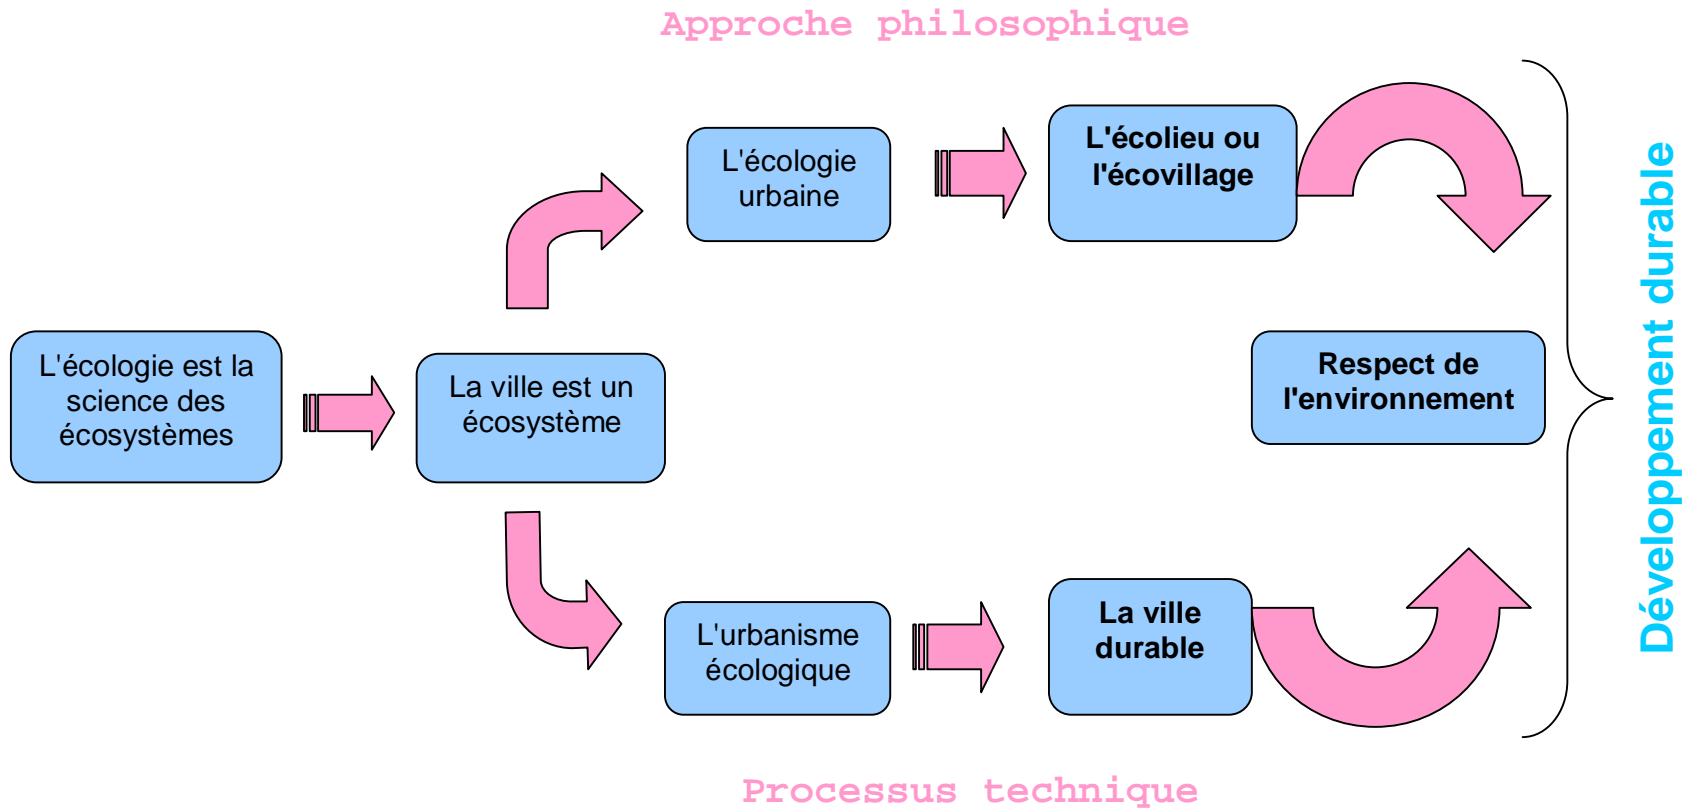 Approche philosophique
L'écologie est la
science des
écosystèmes
La ville est un
écosystème
L'écologie
urbaine
L'écolieu ou
l'écovillage
L'urbanisme
écologique
La ville
durable
Respect de
l'environnement
Développement durable
Processus technique